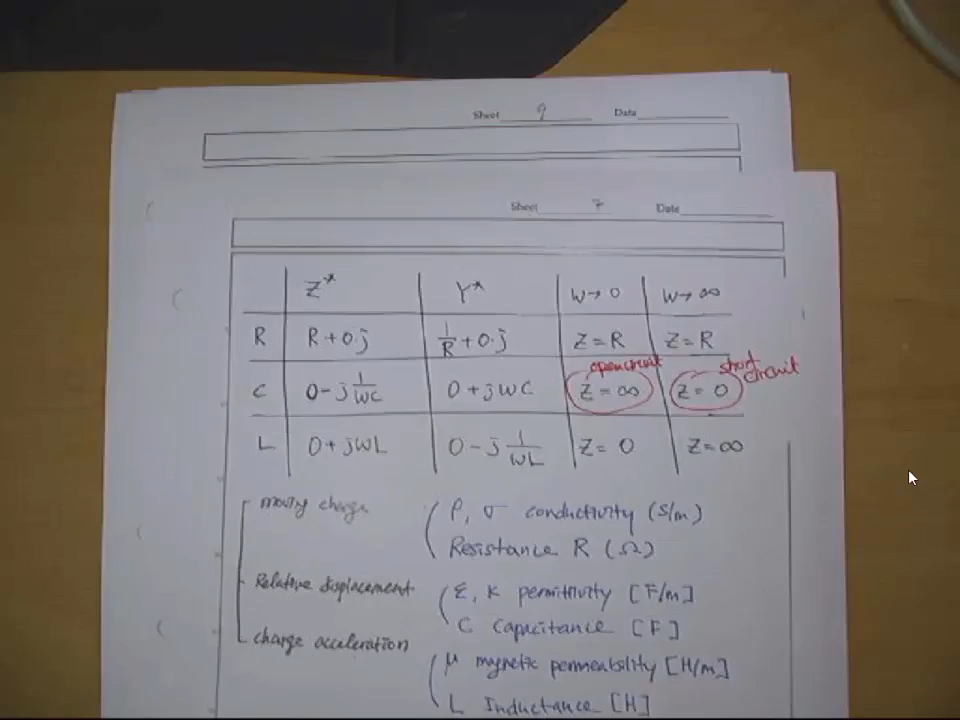 Sheet 9 Date
Sheet 7 Date
Z* Y* W→0 W→∞
R R+0·j 1/R+0·j Z=R Z=R
open circuit short circuit
C 0-j 1/WC 0+jWC Z=∞ Z=0
L 0+jWL 0-j 1/WL Z=0 Z=∞
moving charge ρ, σ conductivity (S/m)
Resistance R (Ω)
Relative displacement ε, κ permittivity [F/m]
C Capacitance [F]
charge acceleration μ magnetic permeability [H/m]
L Inductance [H]